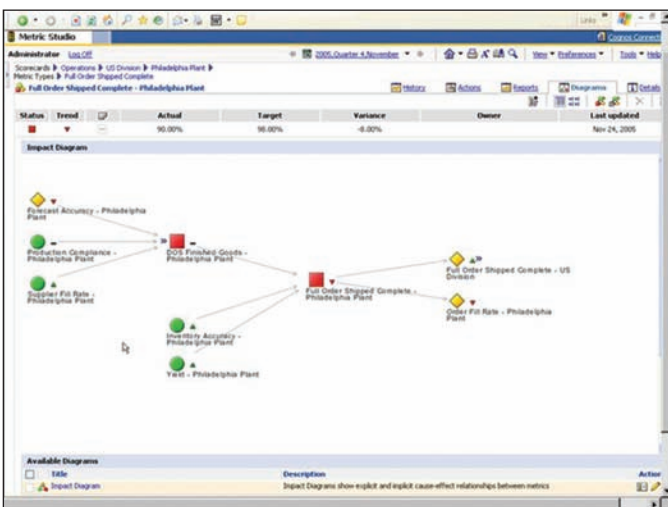 Links
Metric Studio
Cognos Connect
Administrator Log Off
2005, Quarter 4, November
View Preferences Tools Help
Scorecards Operations US Division Philadelphia Plant
Metric Types Full Order Shipped Complete
Full Order Shipped Complete - Philadelphia Plant
History Actions Reports Diagrams Details
Status Trend Actual Target Variance Owner Last updated
90.00% 98.00% -8.00% Nov 24, 2005
Impact Diagram
Forecast Accuracy - Philadelphia
Plant
Production Compliance -
Philadelphia Plant
DOS Finished Goods -
Philadelphia Plant
Supplier Fill Rate -
Philadelphia Plant
Full Order Shipped Complete - US
Division
Full Order Shipped Complete -
Philadelphia Plant
Order Fill Rate - Philadelphia
Plant
Inventory Accuracy -
Philadelphia Plant
- Philadelphia Plant
Available Diagrams
Title Description Action
Impact Diagram Impact Diagrams show explicit and implicit cause-effect relationships between metrics